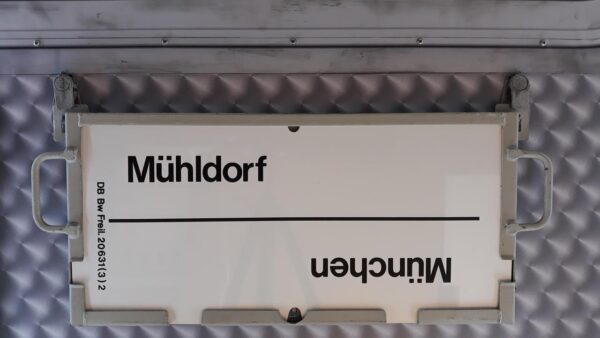 Mühldorf
München
DB Bw Freil. 20631(3)2